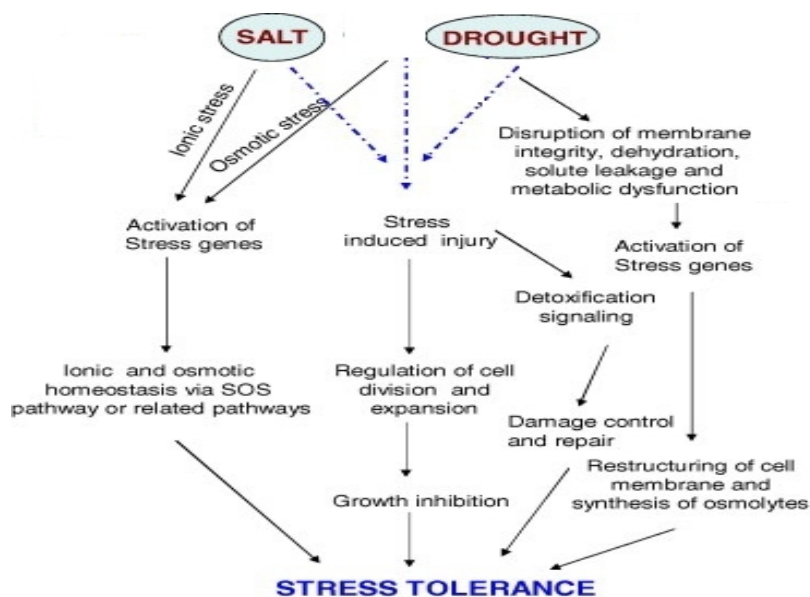 SALT
DROUGHT
Ionic stress
Osmotic stress
Disruption of membrane
integrity, dehydration,
solute leakage and
metabolic dysfunction
Activation of
Stress genes
Stress
induced injury
Activation of
Stress genes
Detoxification
signaling
Ionic and osmotic
homeostasis via SOS
pathway or related pathways
Regulation of cell
division and
expansion
Damage control
and repair
Restructuring of cell
membrane and
synthesis of osmolytes
Growth inhibition
STRESS TOLERANCE